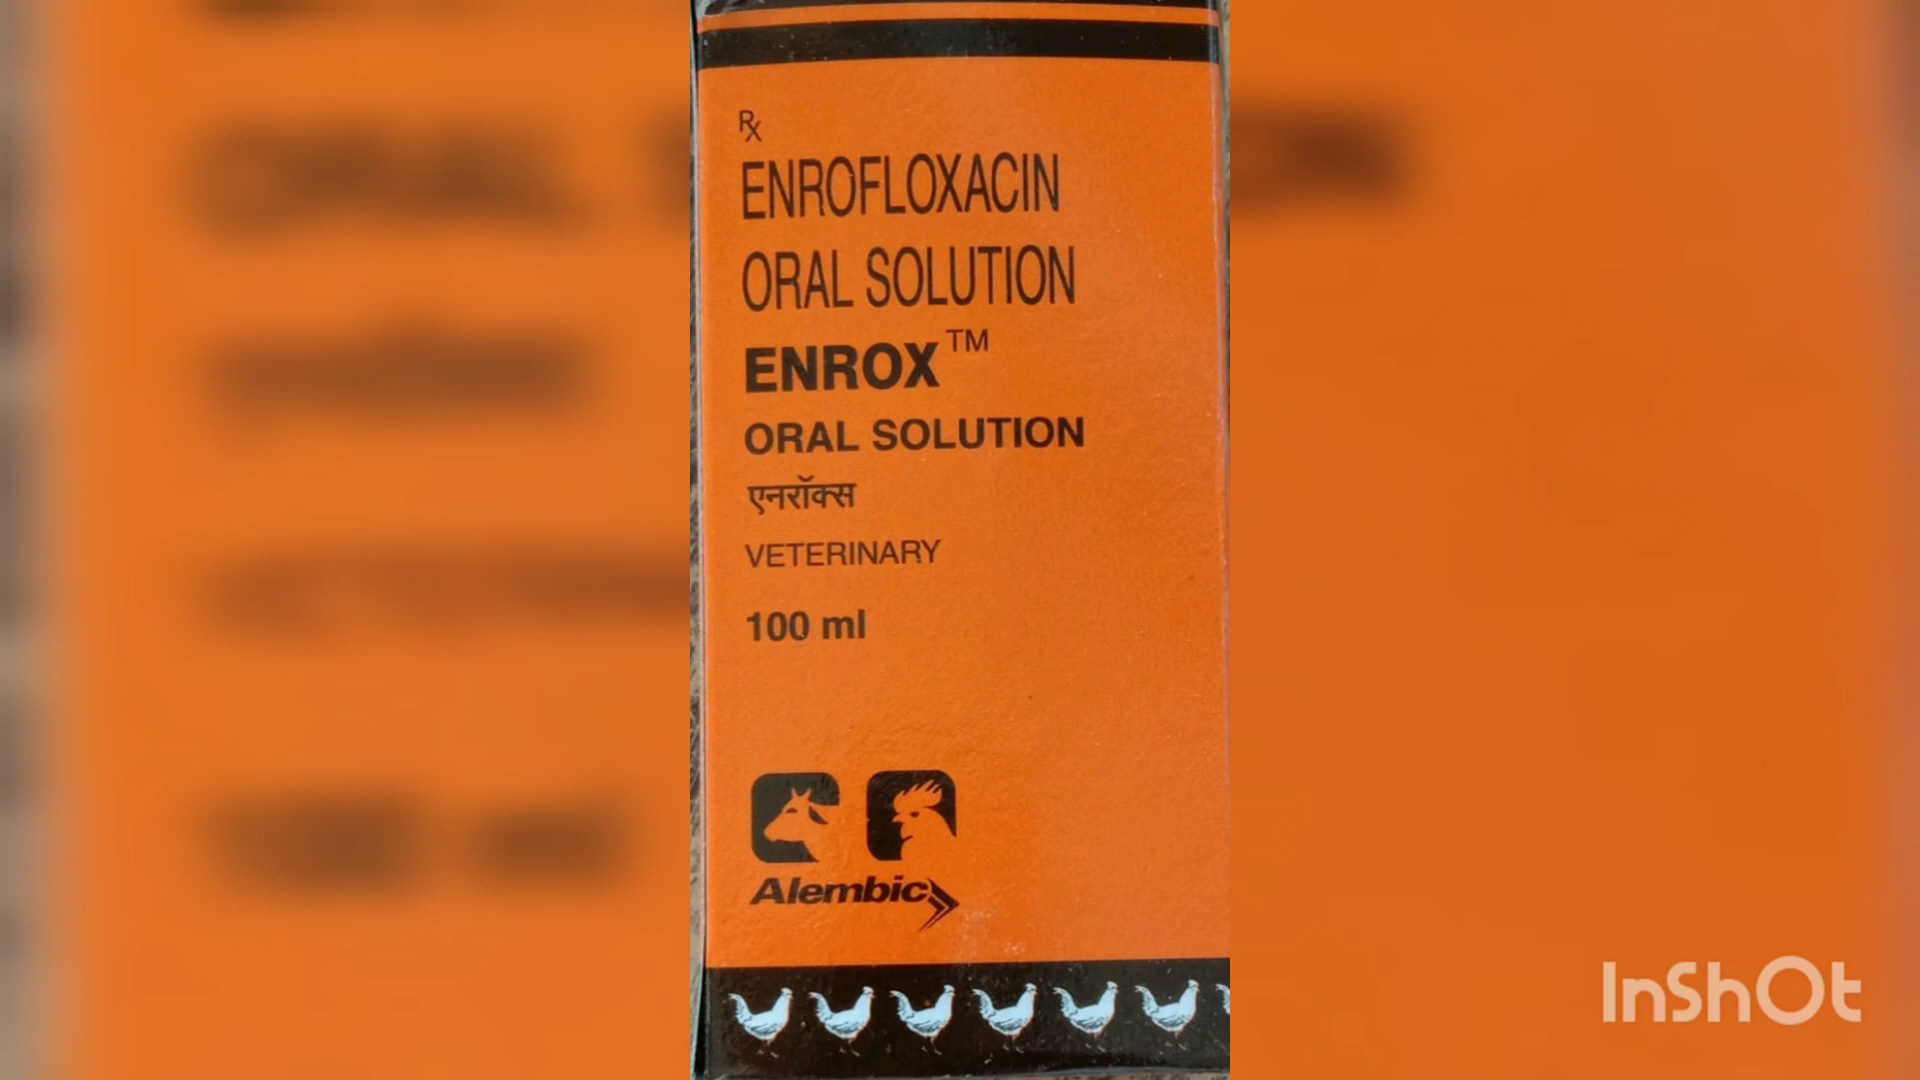 Rx
ENROFLOXACIN
ORAL SOLUTION
ENROX™
ORAL SOLUTION
एनरॉक्स
VETERINARY
100 ml
Alembic
InShOt